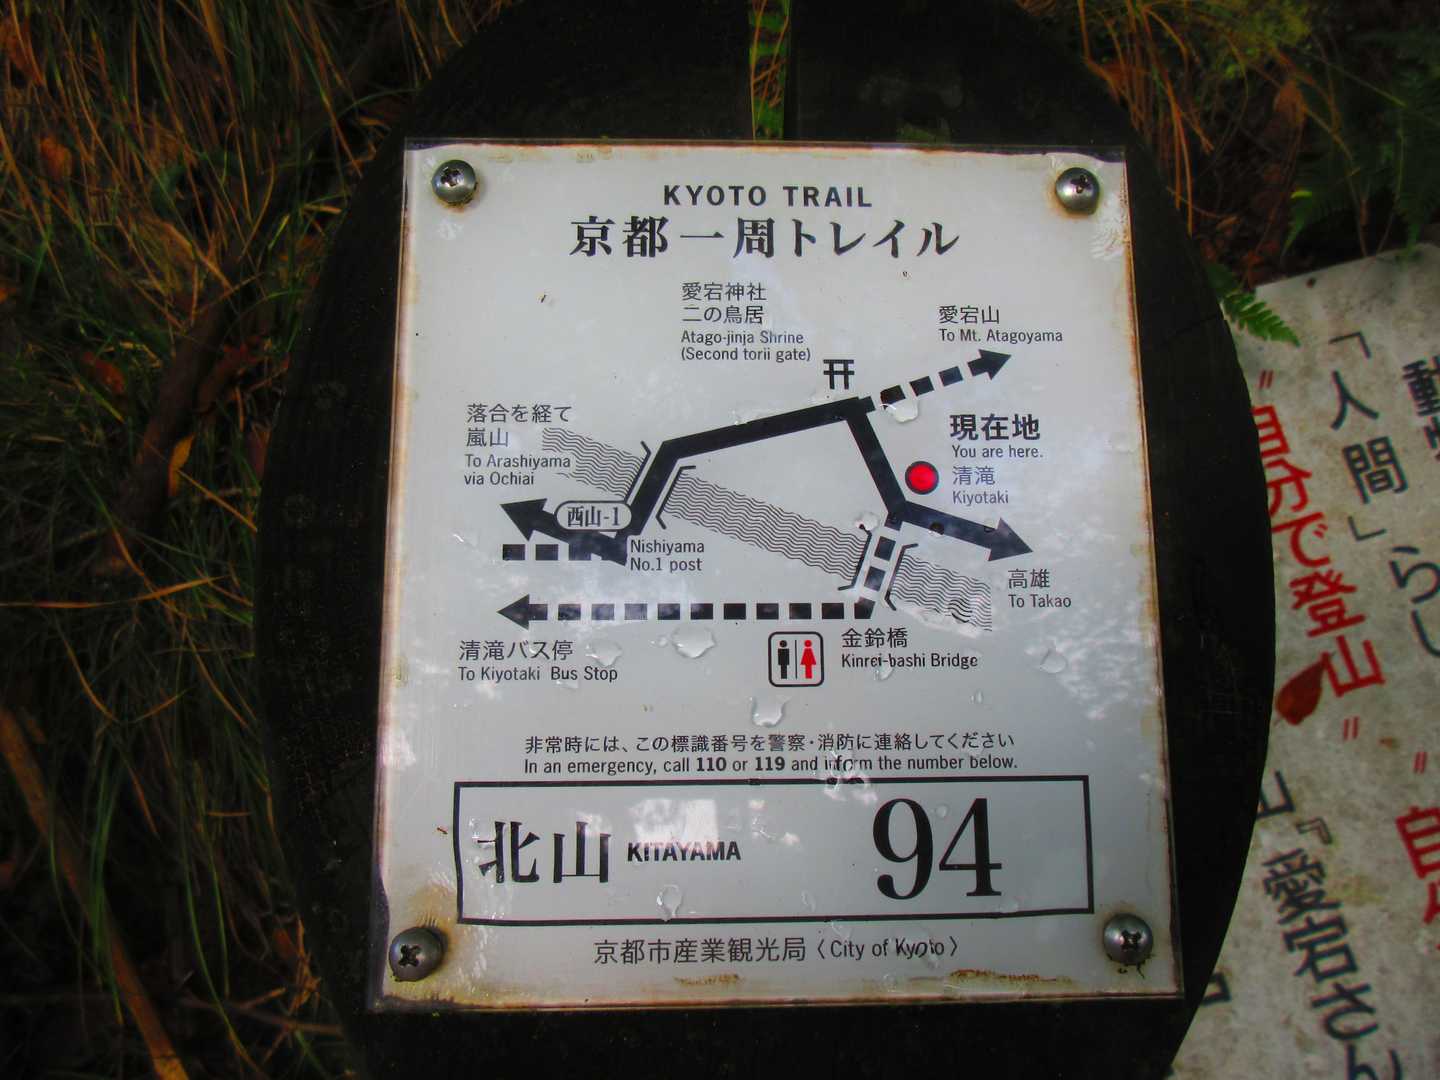 KYOTO TRAIL
京都一周トレイル
愛宕神社
二の鳥居
Atago-jinja Shrine
(Second torii gate)
愛宕山
To Mt. Atagoyama
落合を経て
嵐山
To Arashiyama
via Ochiai
現在地
You are here.
清滝
Kiyotaki
西山-1
Nishiyama
No.1 post
高雄
To Takao
清滝バス停
To Kiyotaki Bus Stop
金鈴橋
Kinrei-bashi Bridge
非常時には、この標識番号を警察・消防に連絡してください
In an emergency, call 110 or 119 and inform the number below.
北山 KITAYAMA 94
京都市産業観光局〈City of Kyoto〉
動物
「人間」らし
"自分で登山"
山『愛宕さん